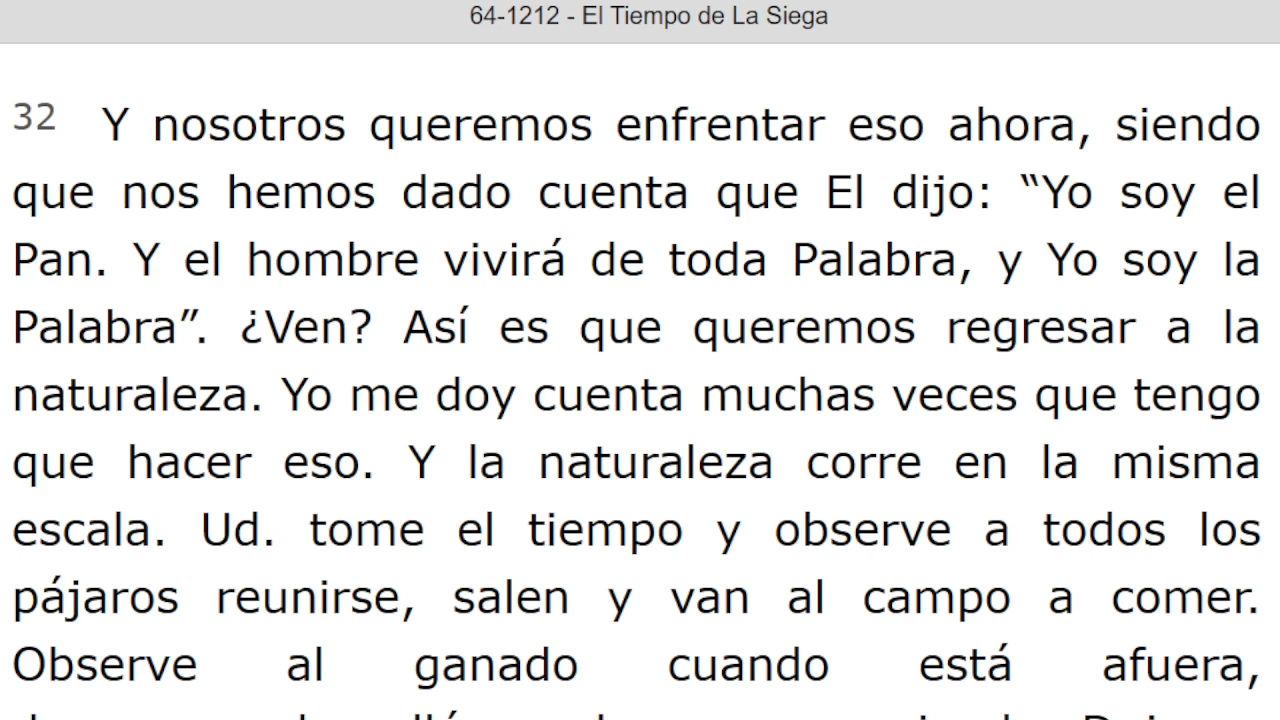 64-1212 - El Tiempo de La Siega
32 Y nosotros queremos enfrentar eso ahora, siendo
que nos hemos dado cuenta que El dijo: “Yo soy el
Pan. Y el hombre vivirá de toda Palabra, y Yo soy la
Palabra”. ¿Ven? Así es que queremos regresar a la
naturaleza. Yo me doy cuenta muchas veces que tengo
que hacer eso. Y la naturaleza corre en la misma
escala. Ud. tome el tiempo y observe a todos los
pájaros reunirse, salen y van al campo a comer.
Observe al ganado cuando está afuera,